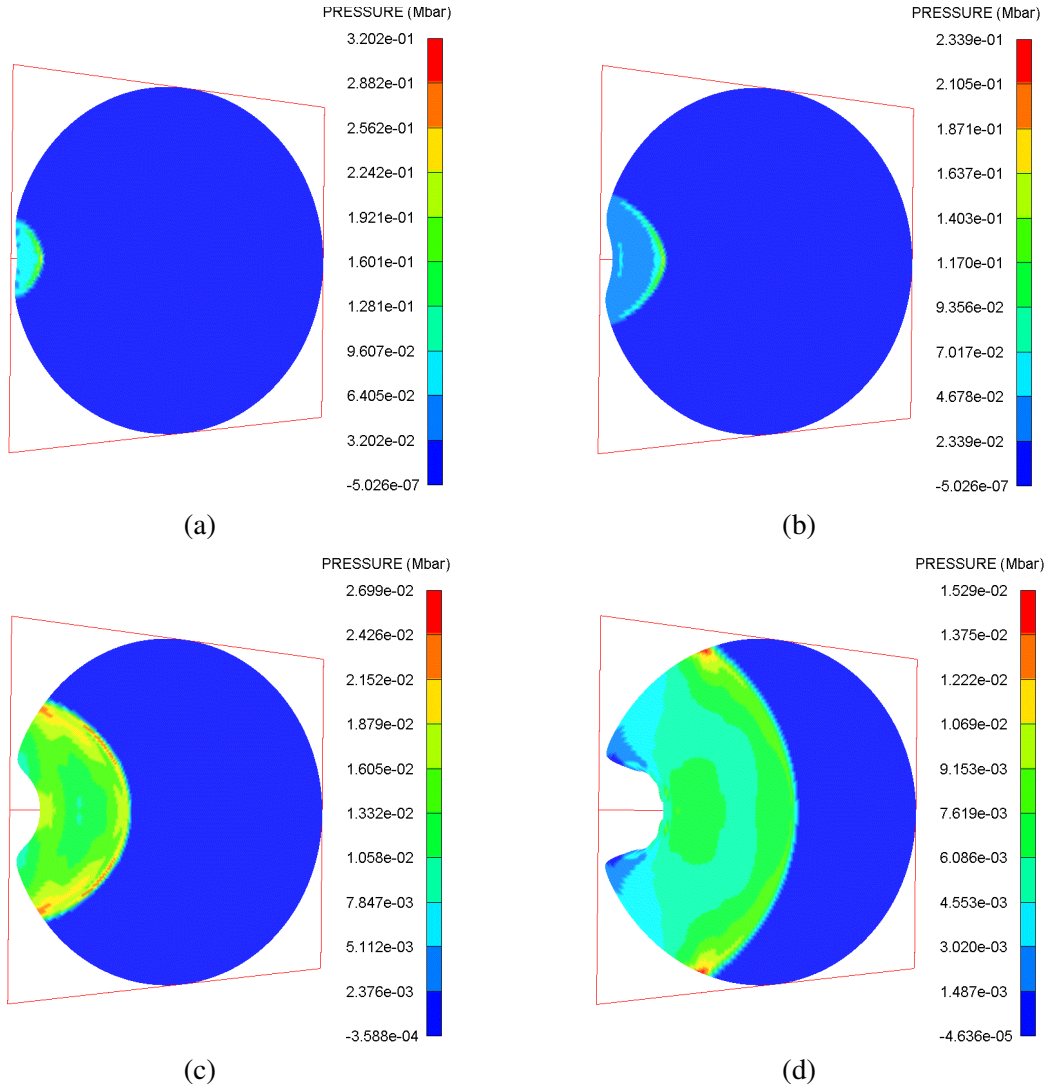 PRESSURE (Mbar)
3.202e-01
2.882e-01
2.562e-01
2.242e-01
1.921e-01
1.601e-01
1.281e-01
9.607e-02
6.405e-02
3.202e-02
-5.026e-07
(a)
PRESSURE (Mbar)
2.339e-01
2.105e-01
1.871e-01
1.637e-01
1.403e-01
1.170e-01
9.356e-02
7.017e-02
4.678e-02
2.339e-02
-5.026e-07
(b)
PRESSURE (Mbar)
2.699e-02
2.426e-02
2.152e-02
1.879e-02
1.605e-02
1.332e-02
1.058e-02
7.847e-03
5.112e-03
2.376e-03
-3.588e-04
(c)
PRESSURE (Mbar)
1.529e-02
1.375e-02
1.222e-02
1.069e-02
9.153e-03
7.619e-03
6.086e-03
4.553e-03
3.020e-03
1.487e-03
-4.636e-05
(d)